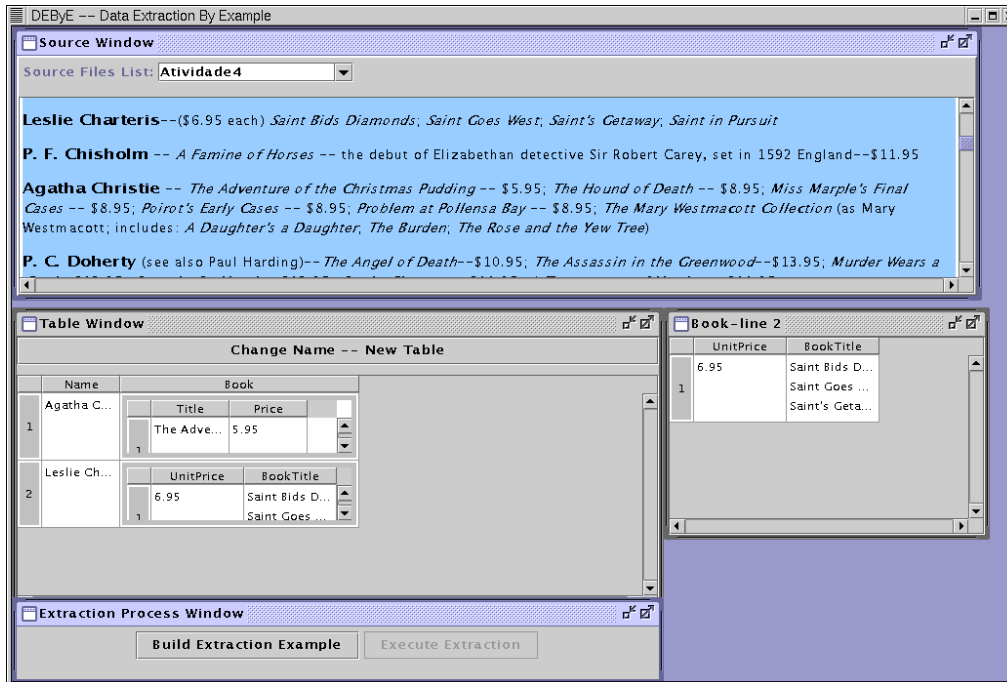 DEByE -- Data Extraction By Example
Source Window
Source Files List: Atividade4
Leslie Charteris--($6.95 each) Saint Bids Diamonds; Saint Goes West; Saint's Getaway; Saint in Pursuit
P. F. Chisholm -- A Famine of Horses -- the debut of Elizabethan detective Sir Robert Carey, set in 1592 England--$11.95
Agatha Christie -- The Adventure of the Christmas Pudding -- $5.95; The Hound of Death -- $8.95; Miss Marple's Final
Cases -- $8.95; Poirot's Early Cases -- $8.95; Problem at Pollensa Bay -- $8.95; The Mary Westmacott Collection (as Mary
Westmacott; includes: A Daughter's a Daughter; The Burden; The Rose and the Yew Tree)
P. C. Doherty (see also Paul Harding)--The Angel of Death--$10.95; The Assassin in the Greenwood--$13.95; Murder Wears a
Table Window
Change Name -- New Table
Name Book
Title Price
1 Agatha C... The Adve... 5.95
1
UnitPrice BookTitle
2 Leslie Ch... 6.95 Saint Bids D...
1 Saint Goes ...
Book-line 2
UnitPrice BookTitle
1 6.95 Saint Bids D...
Saint Goes ...
Saint's Geta...
Extraction Process Window
Build Extraction Example Execute Extraction